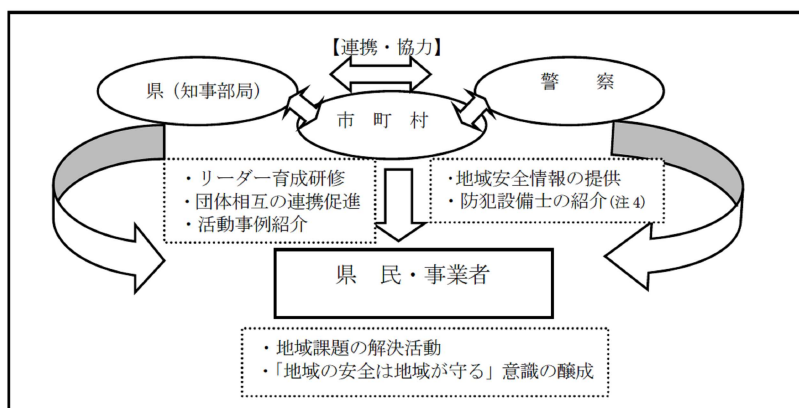 【連携・協力】
県（知事部局）
警　察
市　町　村
・リーダー育成研修
・団体相互の連携促進
・活動事例紹介
・地域安全情報の提供
・防犯設備士の紹介(注4)
県　民・事業者
・地域課題の解決活動
・「地域の安全は地域が守る」意識の醸成